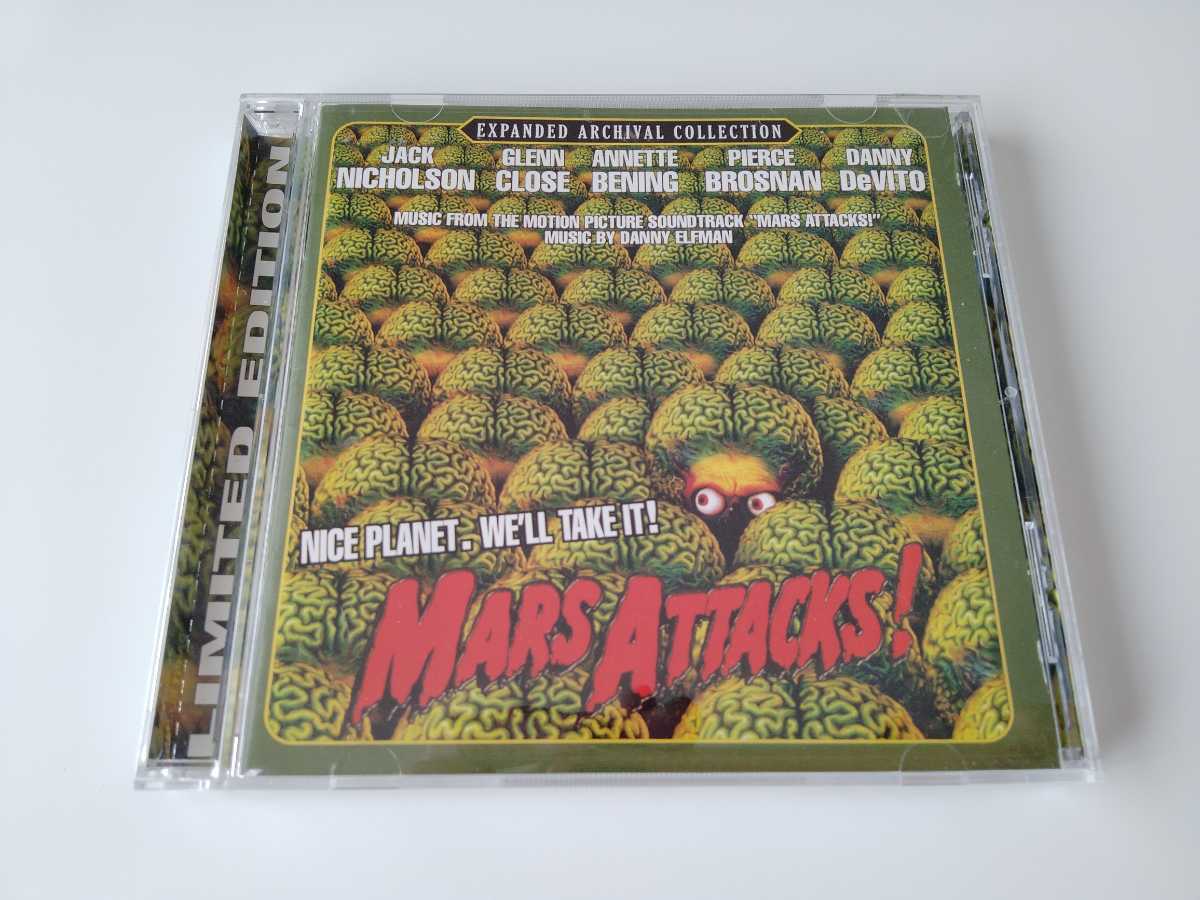 EXPANDED ARCHIVAL COLLECTION
JACK NICHOLSON
GLENN CLOSE
ANNETTE BENING
PIERCE BROSNAN
DANNY DeVITO
MUSIC FROM THE MOTION PICTURE SOUNDTRACK "MARS ATTACKS!"
MUSIC BY DANNY ELFMAN
NICE PLANET. WE'LL TAKE IT!
MARS ATTACKS!
LIMITED EDITION